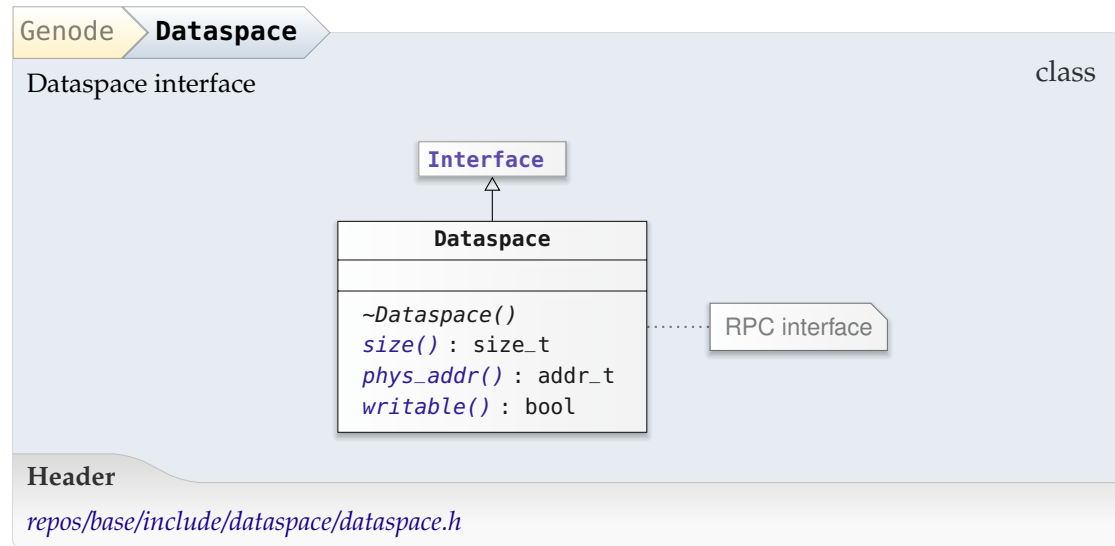 Genode Dataspace
Dataspace interface
class
Interface
Dataspace
~Dataspace()
size() : size_t
phys_addr() : addr_t
writable() : bool
RPC interface
Header
repos/base/include/dataspace/dataspace.h